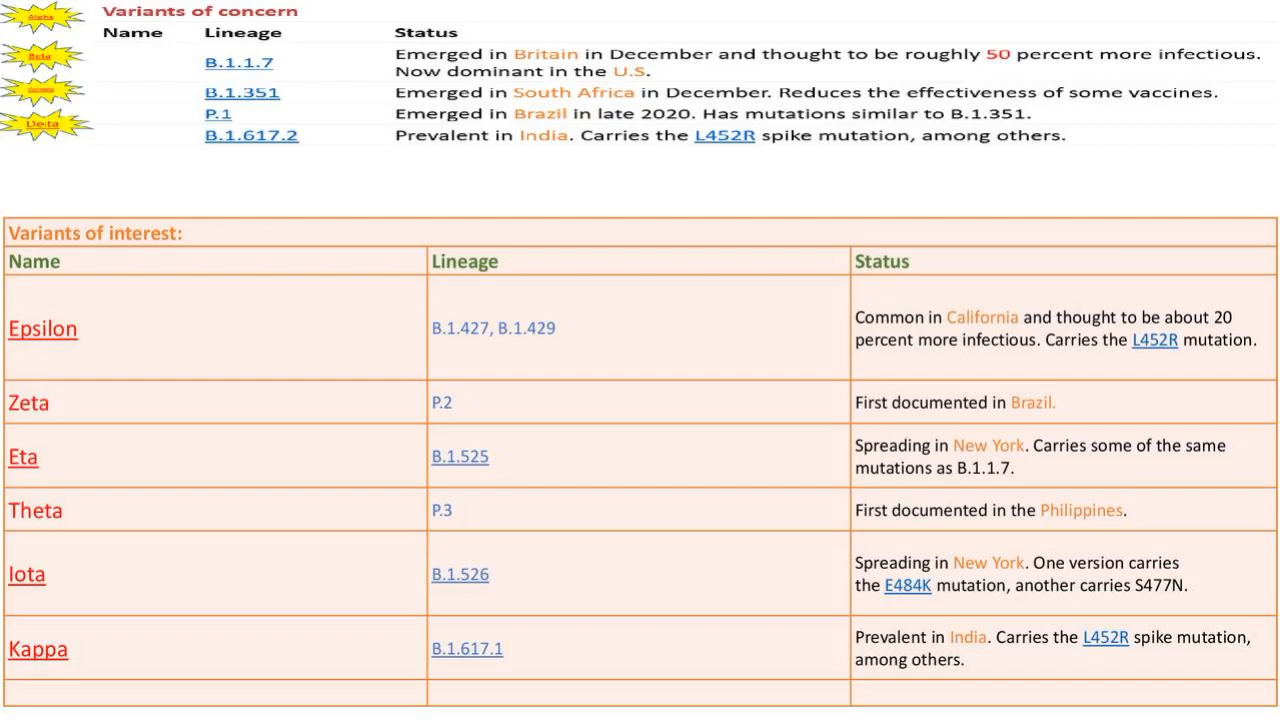 Alpha
Variants of concern
Name Lineage Status
Beta
B.1.1.7 Emerged in Britain in December and thought to be roughly 50 percent more infectious.
Now dominant in the U.S.
B.1.351 Emerged in South Africa in December. Reduces the effectiveness of some vaccines.
P.1 Emerged in Brazil in late 2020. Has mutations similar to B.1.351.
Delta
B.1.617.2 Prevalent in India. Carries the L452R spike mutation, among others.
Variants of interest:
Name Lineage Status
Epsilon B.1.427, B.1.429 Common in California and thought to be about 20
percent more infectious. Carries the L452R mutation.
Zeta P.2 First documented in Brazil.
Eta B.1.525 Spreading in New York. Carries some of the same
mutations as B.1.1.7.
Theta P.3 First documented in the Philippines.
Iota B.1.526 Spreading in New York. One version carries
the E484K mutation, another carries S477N.
Kappa B.1.617.1 Prevalent in India. Carries the L452R spike mutation,
among others.